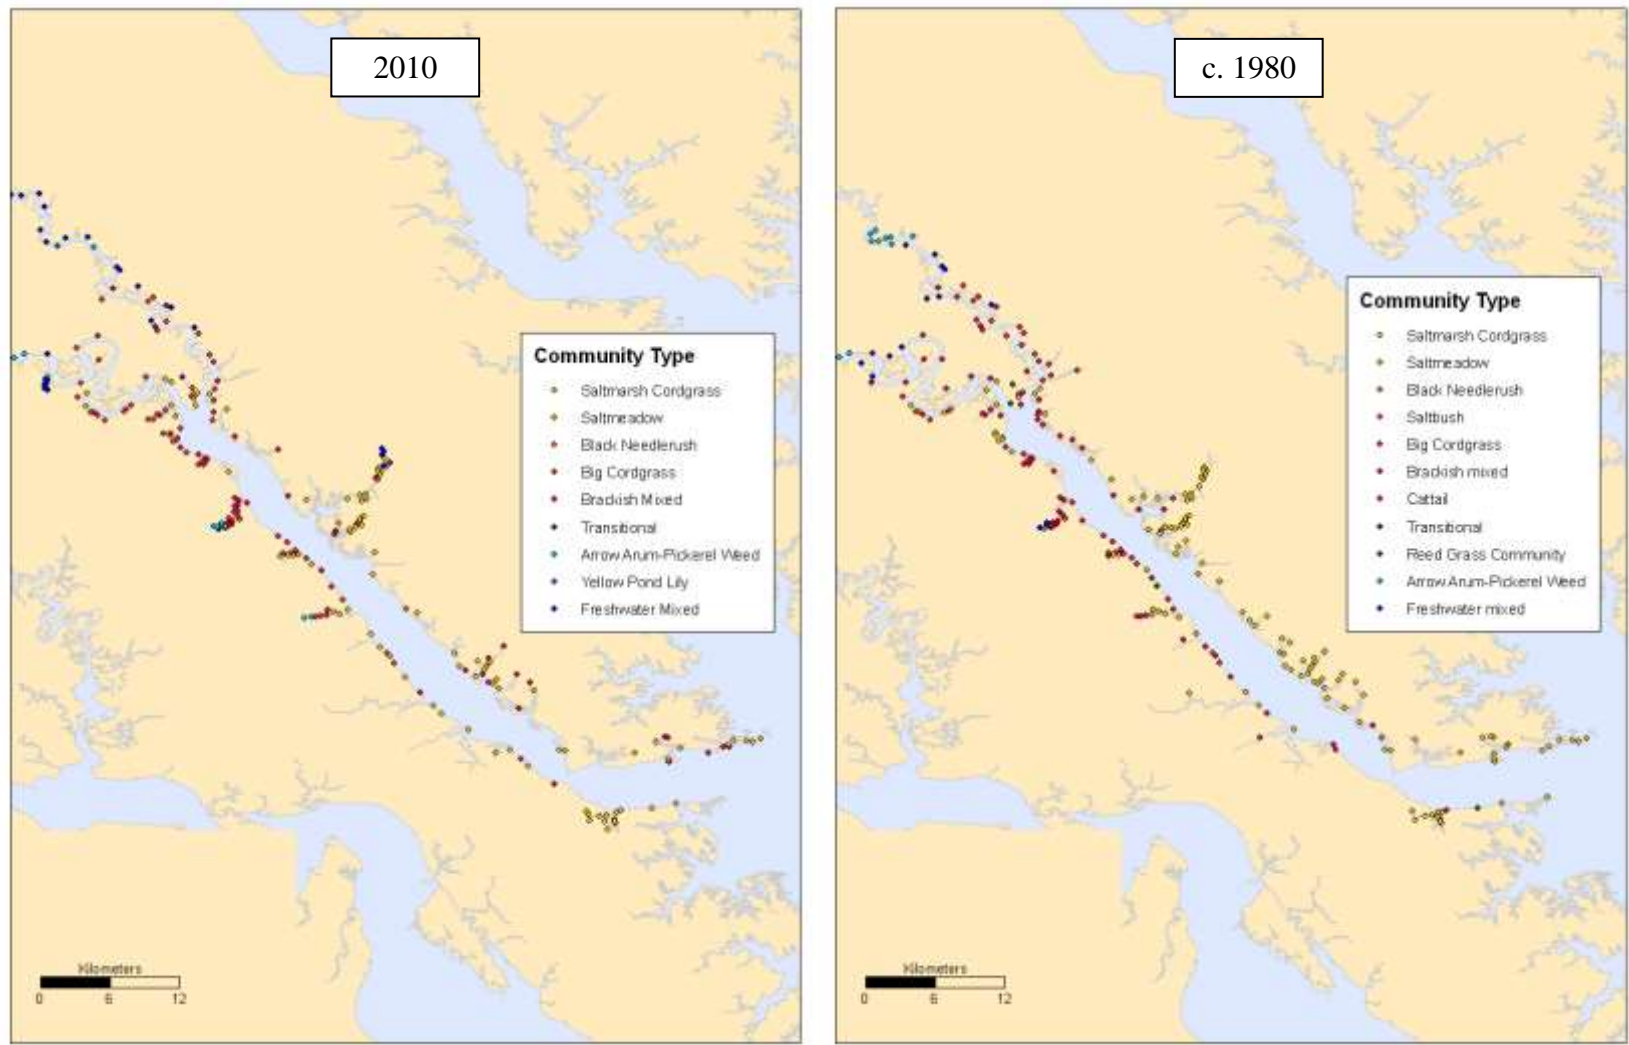 2010
Community Type
Saltmarsh Cordgrass
Saltmeadow
Black Needlerush
Big Cordgrass
Brackish Mixed
Transitional
Arrow Arum-Pickerel Weed
Yellow Pond Lily
Freshwater Mixed
Kilometers
0 6 12
c. 1980
Community Type
Saltmarsh Cordgrass
Saltmeadow
Black Needlerush
Saltbush
Big Cordgrass
Brackish mixed
Cattail
Transitional
Reed Grass Community
Arrow Arum-Pickerel Weed
Freshwater mixed
Kilometers
0 6 12